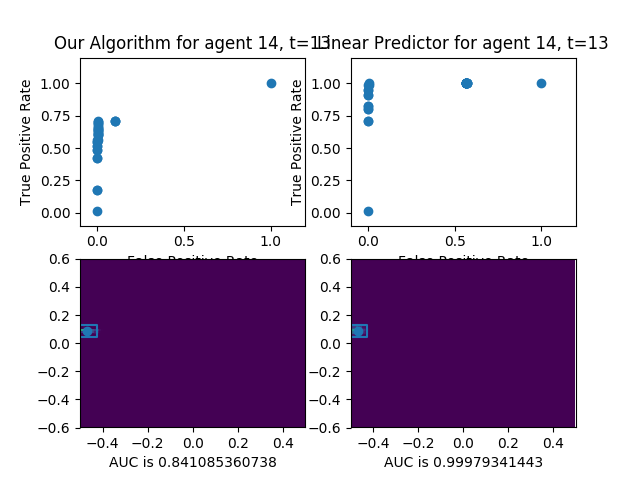 Our Algorithm for agent 14, t=13
Linear Predictor for agent 14, t=13
True Positive Rate
1.00
0.75
0.50
0.25
0.00
0.0 0.5 1.0
False Positive Rate
True Positive Rate
1.00
0.75
0.50
0.25
0.00
0.0 0.5 1.0
False Positive Rate
0.6
0.4
0.2
0.0
−0.2
−0.4
−0.6
−0.4 −0.2 0.0 0.2 0.4
AUC is 0.841085360738
0.6
0.4
0.2
0.0
−0.2
−0.4
−0.6
−0.4 −0.2 0.0 0.2 0.4
AUC is 0.99979341443